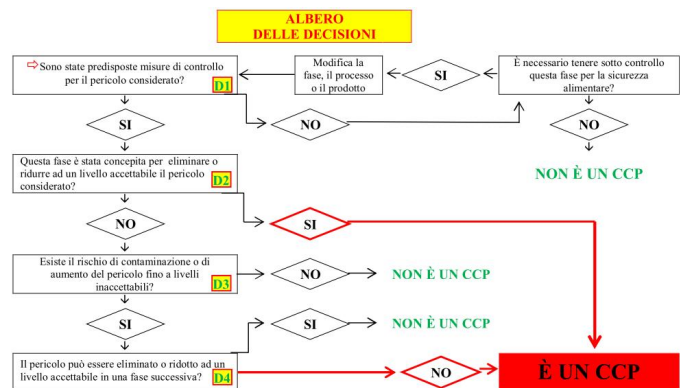 ALBERO
DELLE DECISIONI
⇨Sono state predisposte misure di controllo
per il pericolo considerato?
D1
Modifica la
fase, il processo
o il prodotto
SI
È necessario tenere sotto controllo
questa fase per la sicurezza
alimentare?
SI
NO
NO
NON È UN CCP
Questa fase è stata concepita per eliminare o
ridurre ad un livello accettabile il pericolo
considerato?
D2
NO
SI
Esiste il rischio di contaminazione o di
aumento del pericolo fino a livelli
inaccettabili?
D3
NO
NON È UN CCP
SI
SI
NON È UN CCP
Il pericolo può essere eliminato o ridotto ad un
livello accettabile in una fase successiva?
D4
NO
È UN CCP